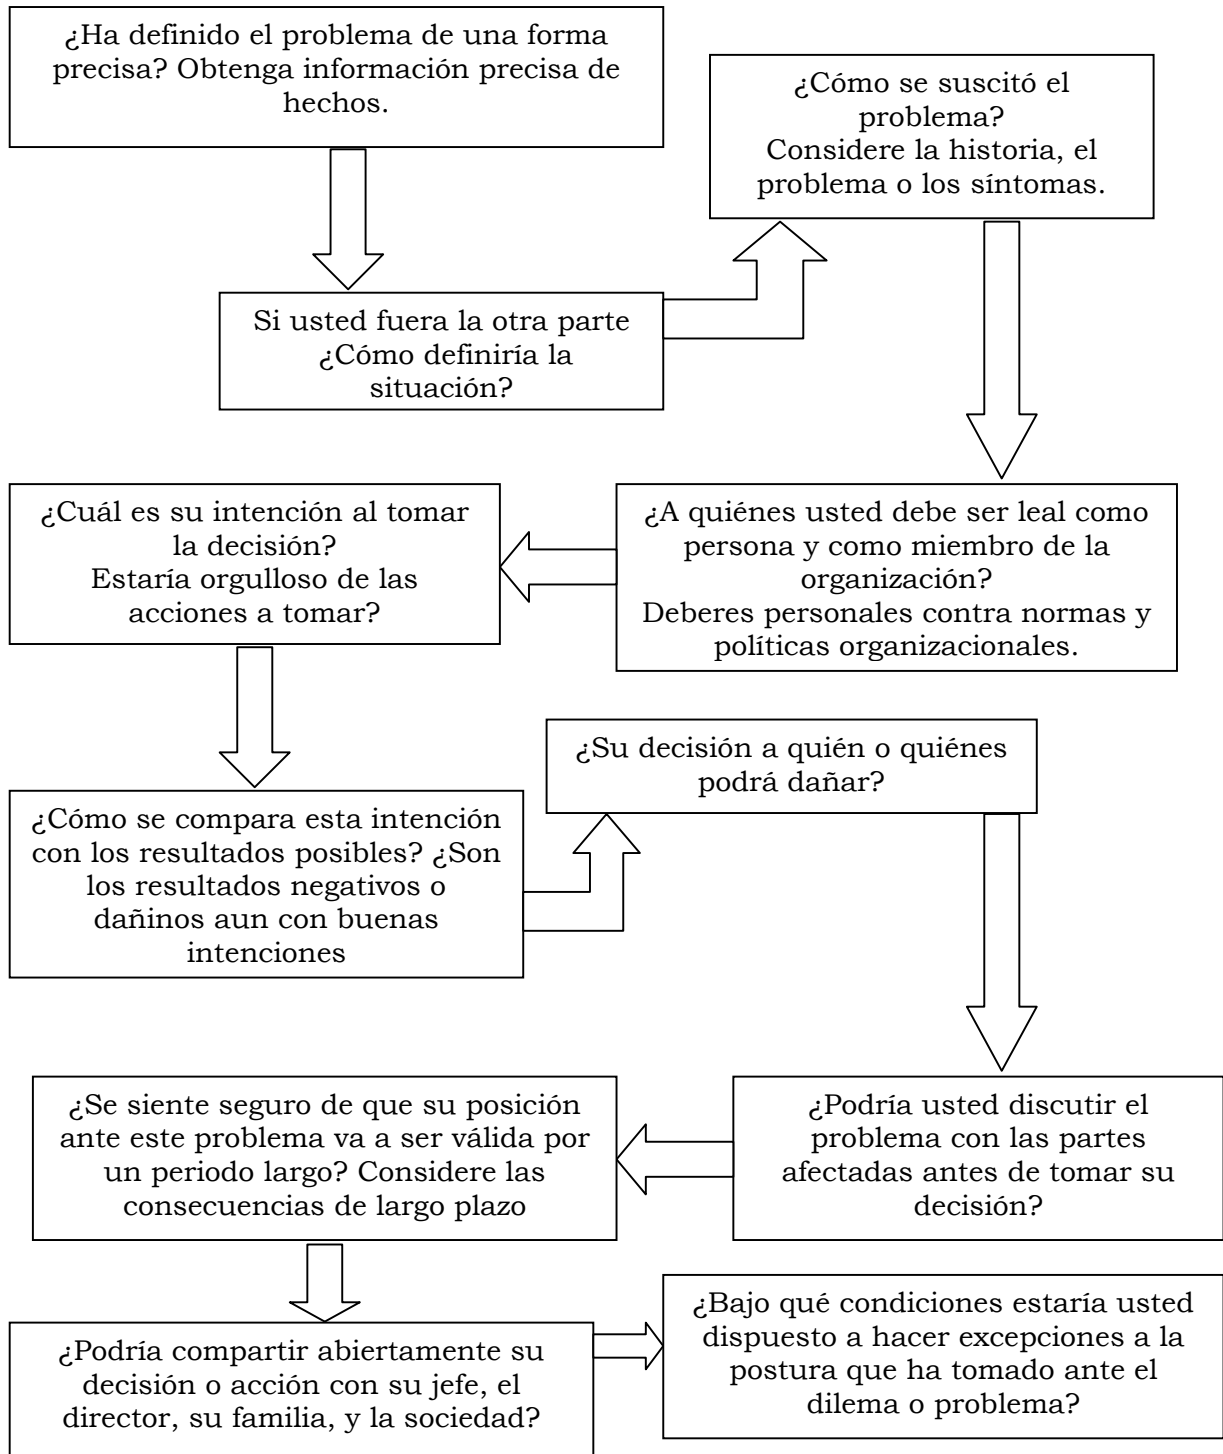 ¿Ha definido el problema de una forma
precisa? Obtenga información precisa de
hechos.
Si usted fuera la otra parte
¿Cómo definiría la
situación?
¿Cómo se suscitó el
problema?
Considere la historia, el
problema o los síntomas.
¿A quiénes usted debe ser leal como
persona y como miembro de la
organización?
Deberes personales contra normas y
políticas organizacionales.
¿Cuál es su intención al tomar
la decisión?
Estaría orgulloso de las
acciones a tomar?
¿Cómo se compara esta intención
con los resultados posibles? ¿Son
los resultados negativos o
dañinos aun con buenas
intenciones
¿Su decisión a quién o quiénes
podrá dañar?
¿Podría usted discutir el
problema con las partes
afectadas antes de tomar su
decisión?
¿Se siente seguro de que su posición
ante este problema va a ser válida por
un periodo largo? Considere las
consecuencias de largo plazo
¿Podría compartir abiertamente su
decisión o acción con su jefe, el
director, su familia, y la sociedad?
¿Bajo qué condiciones estaría usted
dispuesto a hacer excepciones a la
postura que ha tomado ante el
dilema o problema?